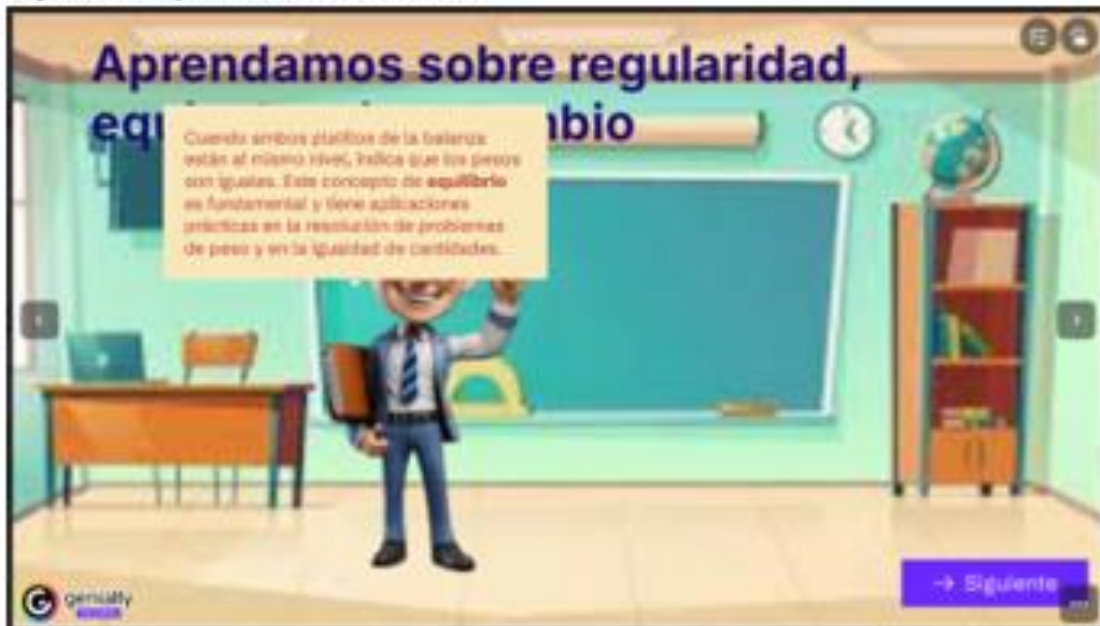 Aprendamos sobre regularidad,
equ mbio
Cuando ambos platillos de la balanza
están al mismo nivel, indica que los pesos
son iguales. Este concepto de equilibrio
es fundamental y tiene aplicaciones
prácticas en la resolución de problemas
de peso y en la igualdad de cantidades.
→ Siguiente
genially